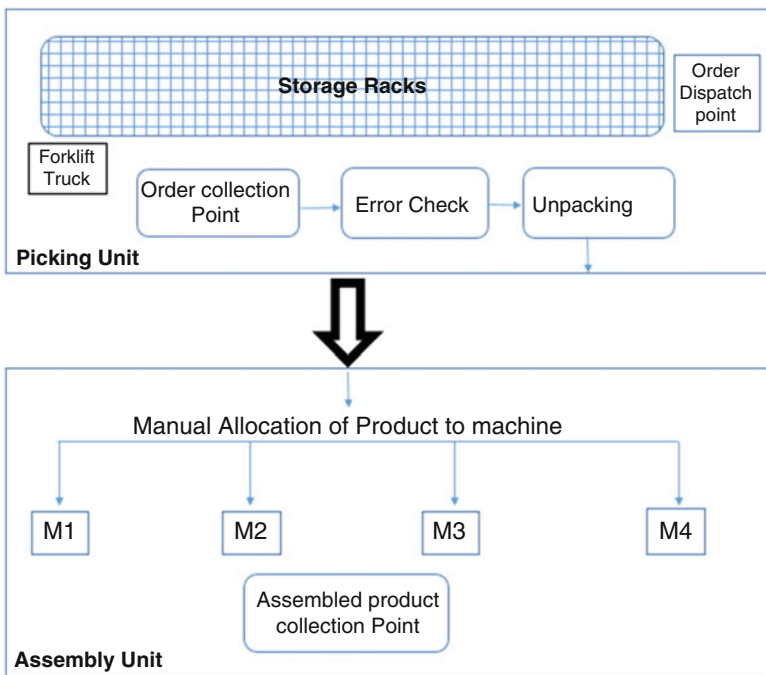 Storage Racks
Order
Dispatch
point
Forklift
Truck
Order collection
Point
Error Check
Unpacking
Picking Unit
Manual Allocation of Product to machine
M1
M2
M3
M4
Assembled product
collection Point
Assembly Unit